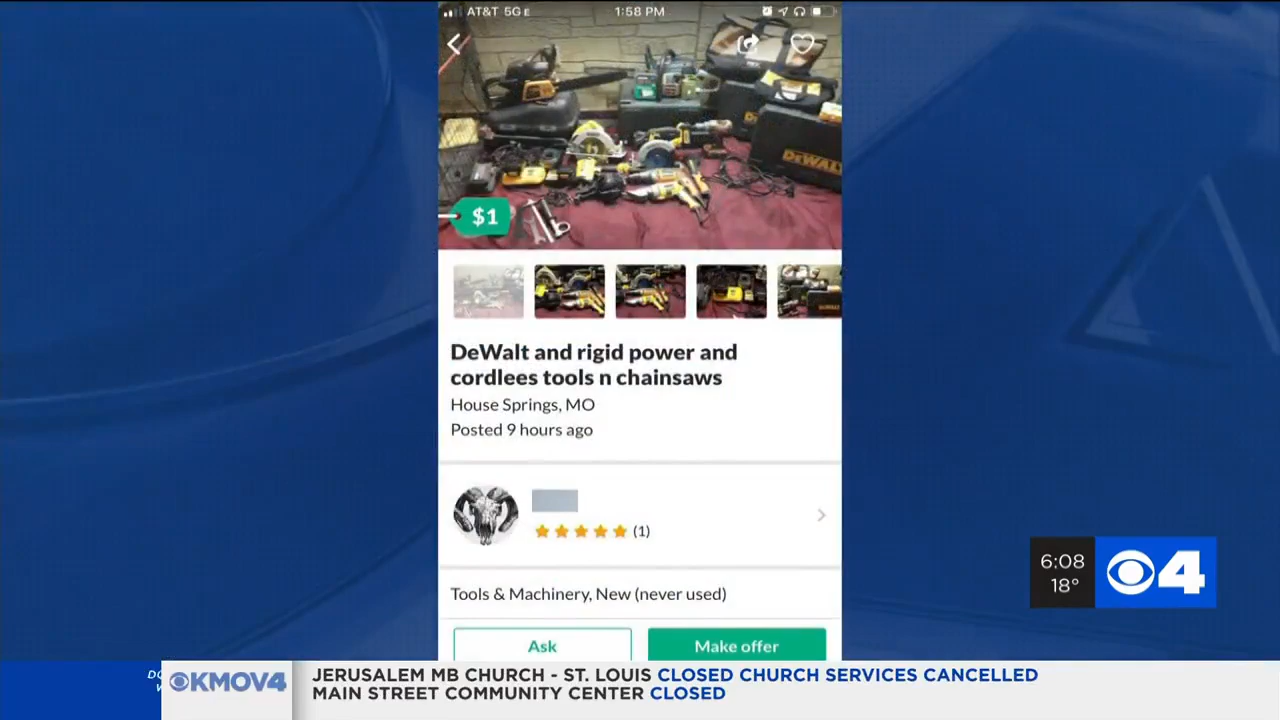 AT&T 5G E
1:58 PM
DEWALT
$1
DeWalt and rigid power and
cordlees tools n chainsaws
House Springs, MO
Posted 9 hours ago
(1)
Tools & Machinery, New (never used)
Ask
Make offer
6:08
18°
4
KMOV4
JERUSALEM MB CHURCH - ST. LOUIS CLOSED CHURCH SERVICES CANCELLED
MAIN STREET COMMUNITY CENTER CLOSED